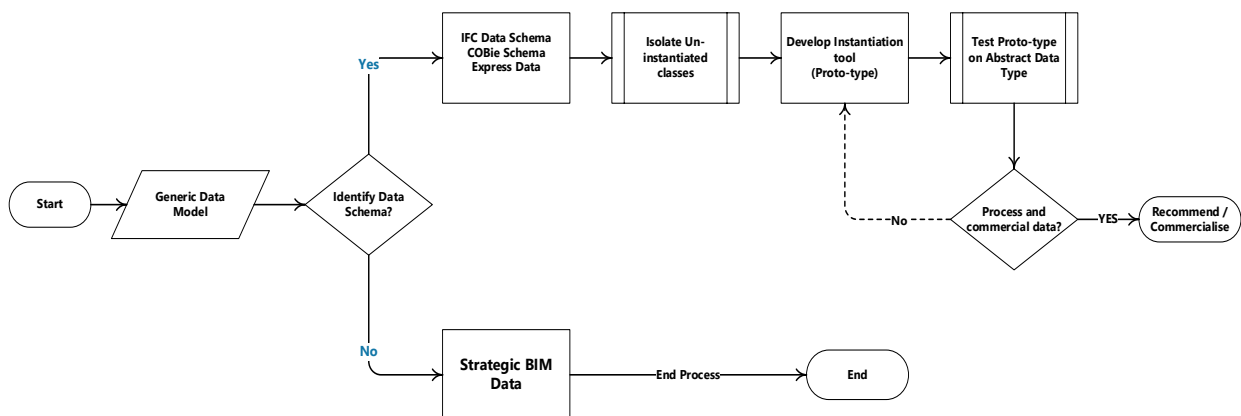 Start
Generic Data
Model
Identify Data
Schema?
Yes
IFC Data Schema
COBie Schema
Express Data
Isolate Un-
instantiated
classes
Develop Instantiation
tool
(Proto-type)
Test Proto-type
on Abstract Data
Type
Process and
commercial data?
No
YES
Recommend /
Commercialise
No
Strategic BIM
Data
End Process
End